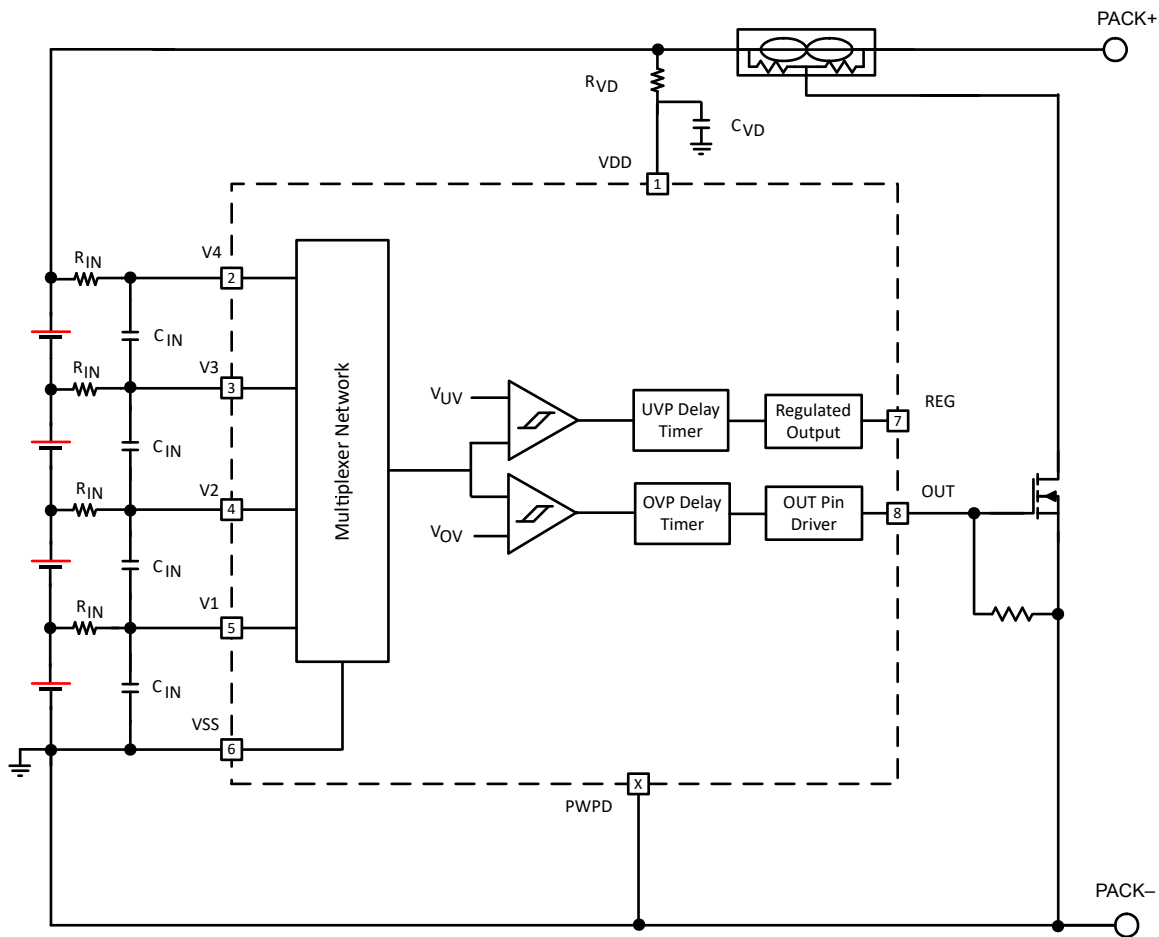 PACK+
RVD
CVD
VDD
1
V4
RIN
2
CIN
V3
RIN
3
CIN
V2
RIN
4
CIN
V1
RIN
5
CIN
VSS
6
Multiplexer Network
VUV
VOV
UVP Delay
Timer
Regulated
Output
REG
7
OVP Delay
Timer
OUT Pin
Driver
OUT
8
X
PWPD
PACK–